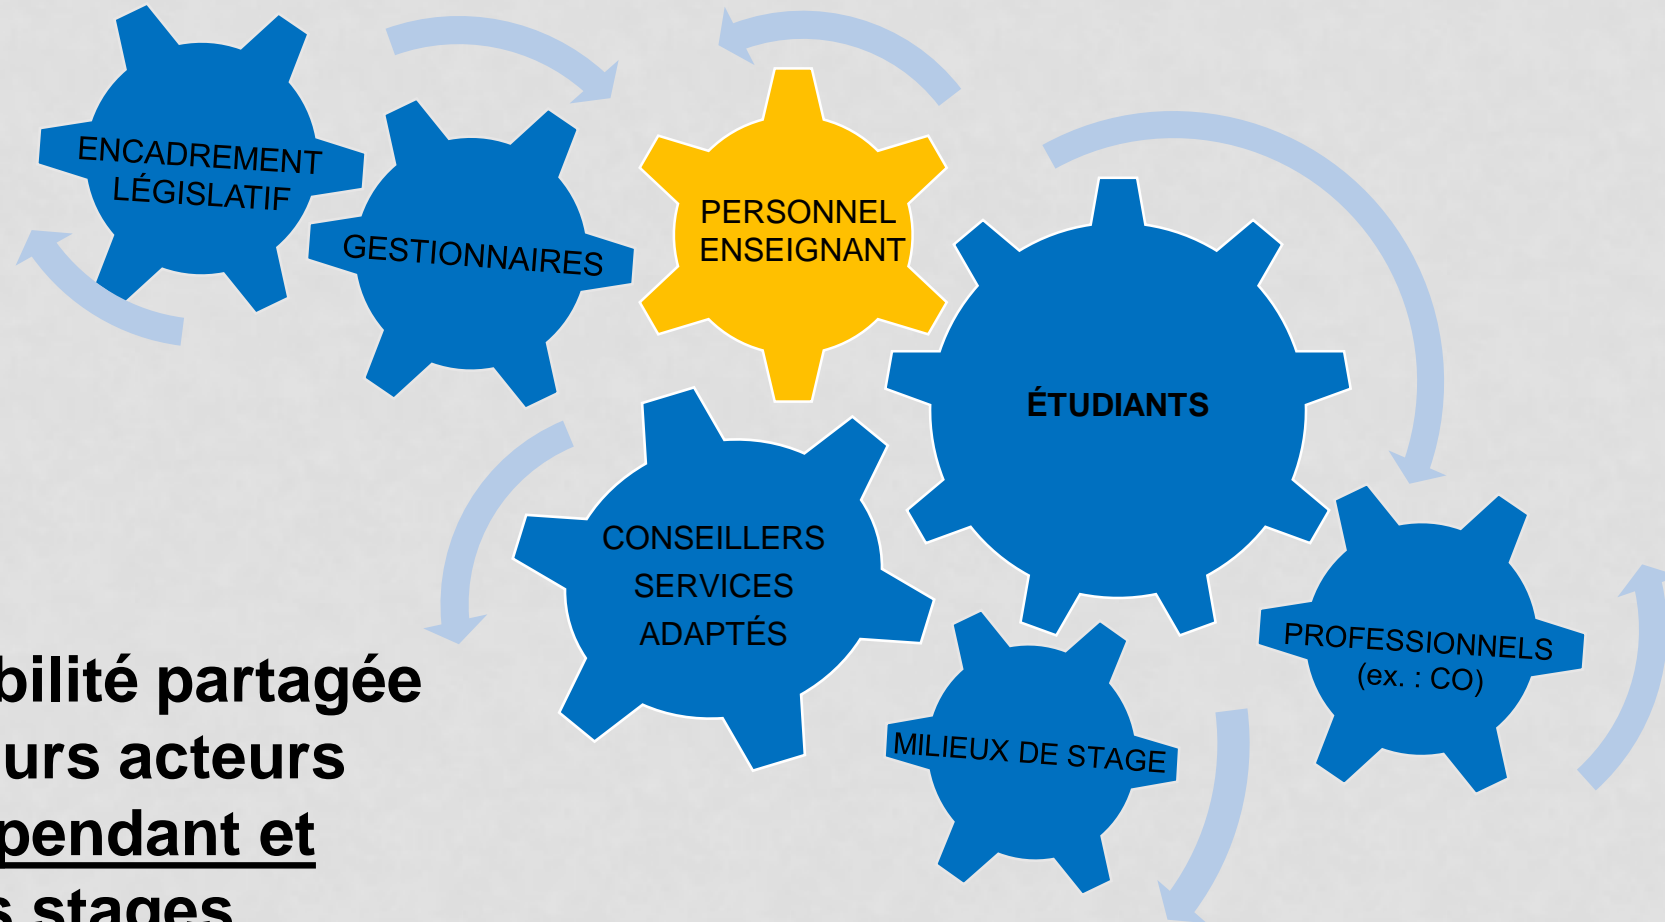 ENCADREMENT
LÉGISLATIF
GESTIONNAIRES
PERSONNEL
ENSEIGNANT
ÉTUDIANTS
CONSEILLERS
SERVICES
ADAPTÉS
PROFESSIONNELS
(ex. : CO)
MILIEUX DE STAGE
bilité partagée
urs acteurs
pendant et
s stages